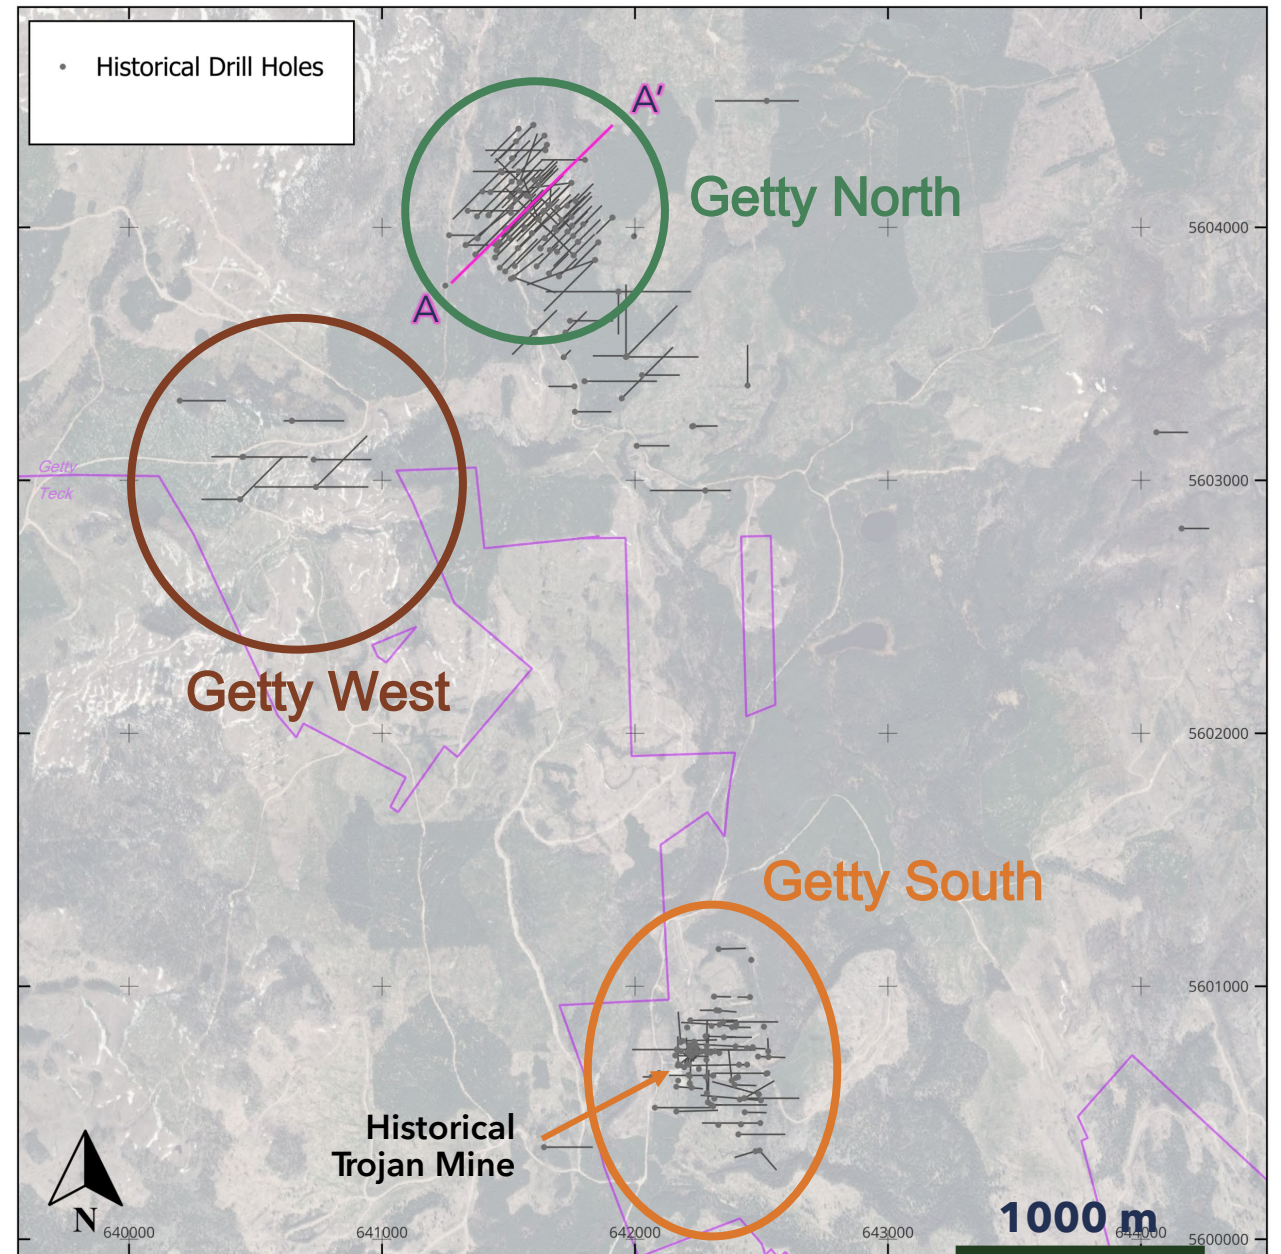 Historical Drill Holes
A'
Getty North
5604000
A
Getty
Teck
5603000
Getty West
5602000
Getty South
5601000
Historical
Trojan Mine
N
1000 m
640000
641000
642000
643000
644000
5600000